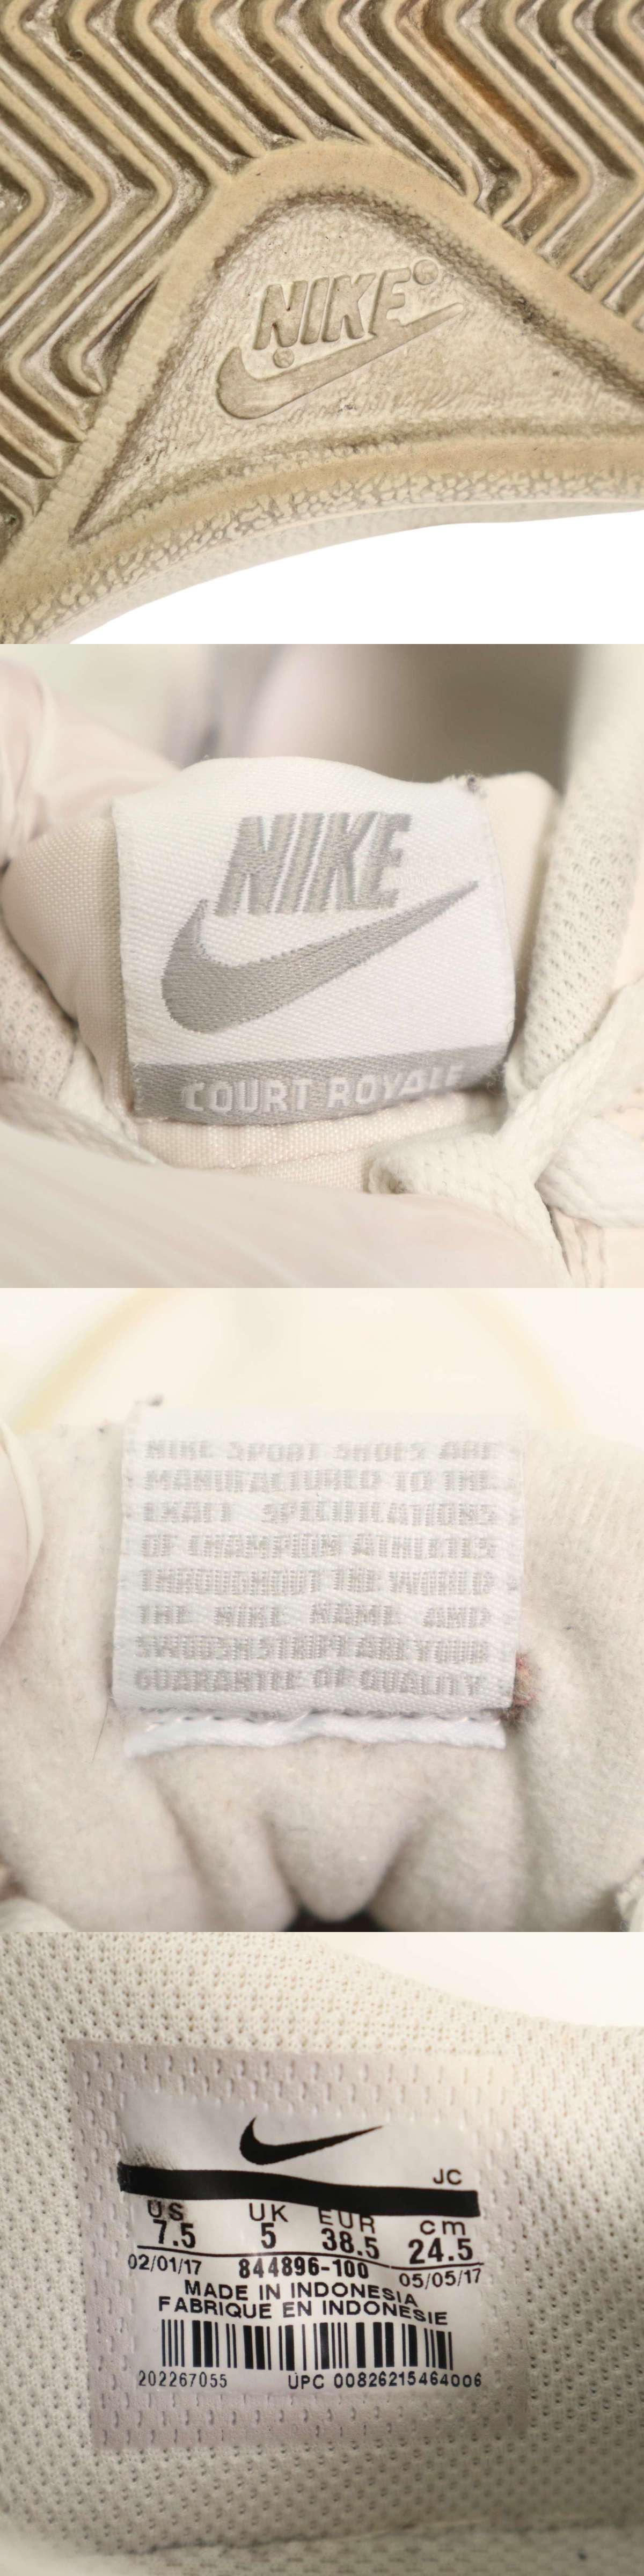 NIKE®
®
NIKE
COURT ROYALE
NIKE SPORT SHOES ARE
MANUFACTURED TO THE
EXACT SPECIFICATIONS
OF CHAMPION ATHLETES
THROUGHOUT THE WORLD
THE NIKE NAME AND
SWOOSH STRIPE ARE YOUR
GUARANTEE OF QUALITY
JC
US UK EUR cm
7.5 5 38.5 24.5
02/01/17 844896-100 05/05/17
MADE IN INDONESIA
FABRIQUE EN INDONESIE
202267055 UPC 00826215464006